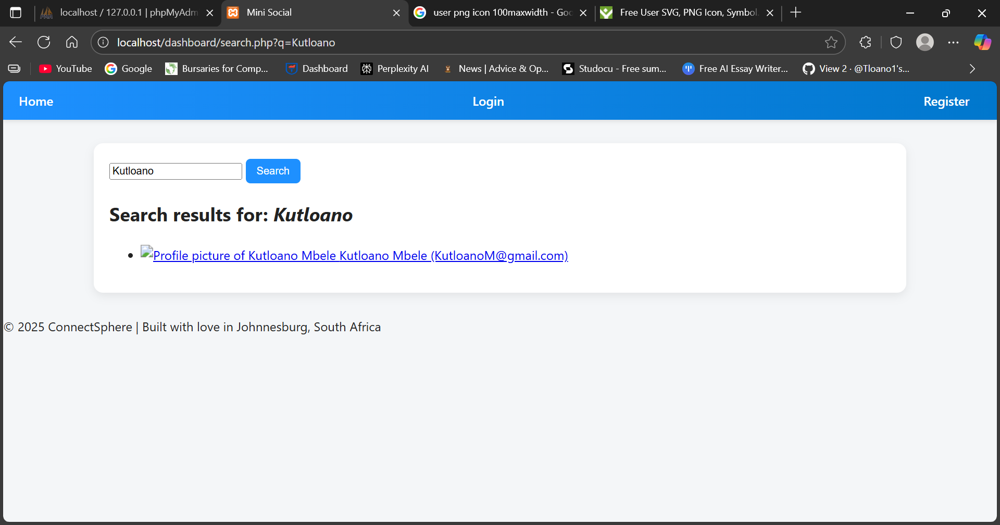 localhost / 127.0.0.1 | phpMyAdm
Mini Social
user png icon 100maxwidth - Goo
Free User SVG, PNG Icon, Symbol.
localhost/dashboard/search.php?q=Kutloano
YouTube
Google
Bursaries for Comp...
Dashboard
Perplexity AI
News | Advice & Op...
Studocu - Free sum...
Free AI Essay Writer...
View 2 · @Tloano1's...
Home
Login
Register
Kutloano
Search
Search results for: Kutloano
Profile picture of Kutloano Mbele Kutloano Mbele (KutloanoM@gmail.com)
© 2025 ConnectSphere | Built with love in Johnnesburg, South Africa